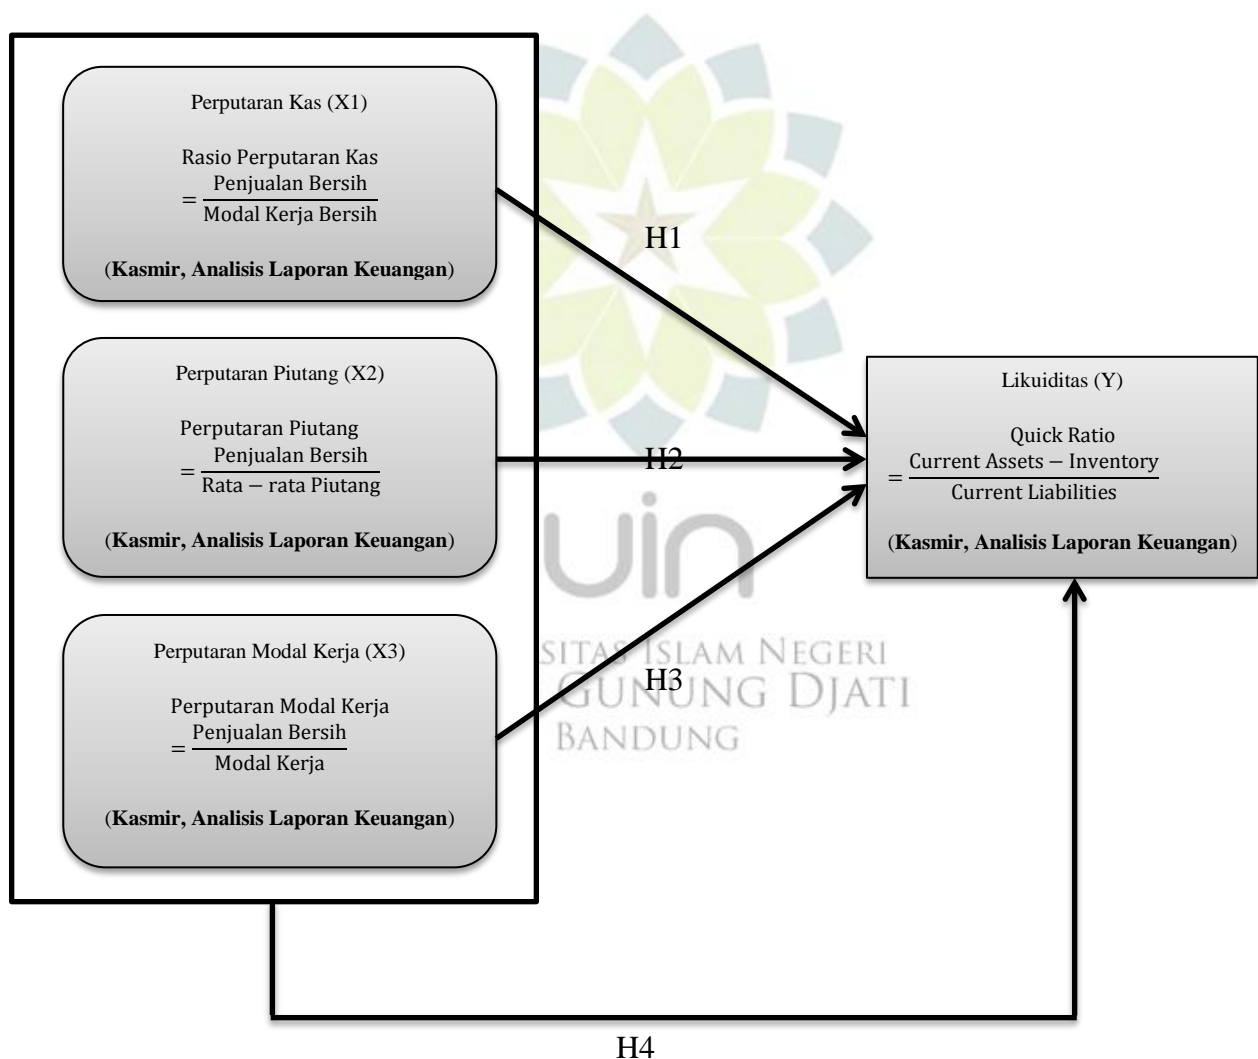 Perputaran Kas (X1)
Rasio Perputaran Kas
= Penjualan Bersih
Modal Kerja Bersih
(Kasmir, Analisis Laporan Keuangan)
H1
Perputaran Piutang (X2)
Perputaran Piutang
= Penjualan Bersih
Rata − rata Piutang
(Kasmir, Analisis Laporan Keuangan)
H2
Likuiditas (Y)
Quick Ratio
= Current Assets − Inventory
Current Liabilities
(Kasmir, Analisis Laporan Keuangan)
Perputaran Modal Kerja (X3)
Perputaran Modal Kerja
= Penjualan Bersih
Modal Kerja
(Kasmir, Analisis Laporan Keuangan)
H3
H4
uin
ISLAM NEGERI
GUNUNG DJATI
BANDUNG